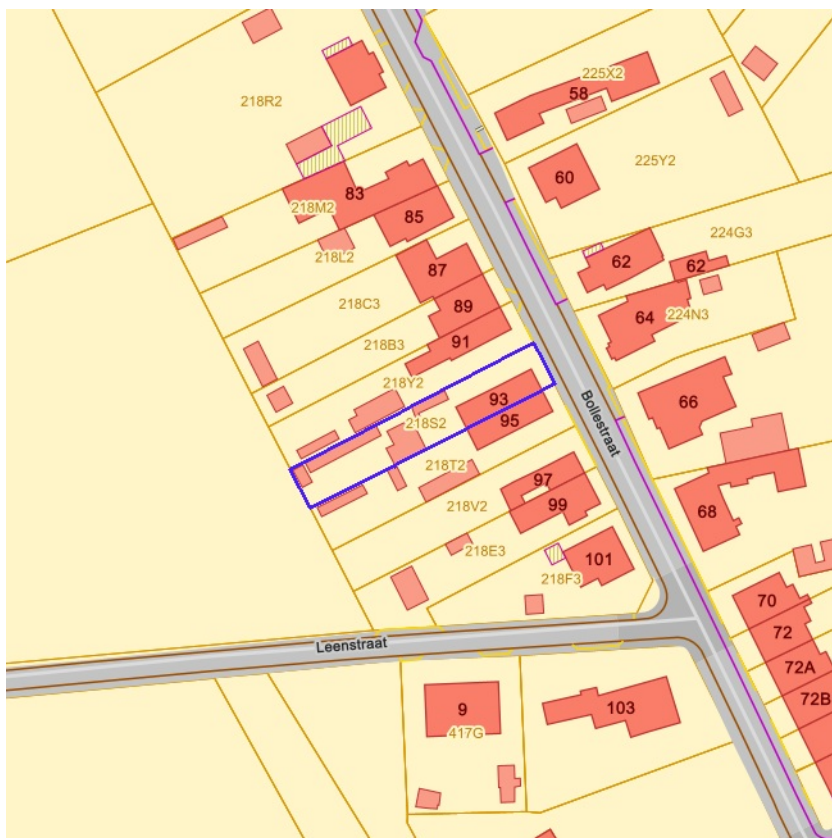 225X2
58
218R2
225Y2
60
83
218M2
85
224G3
218L2
62
62
87
218C3
89
64
224N3
218B3
91
218Y2
93
66
218S2
95
Bollestraat
218T2
97
218V2
99
68
218E3
101
218F3
70
72
Leenstraat
72A
72B
9
103
417G